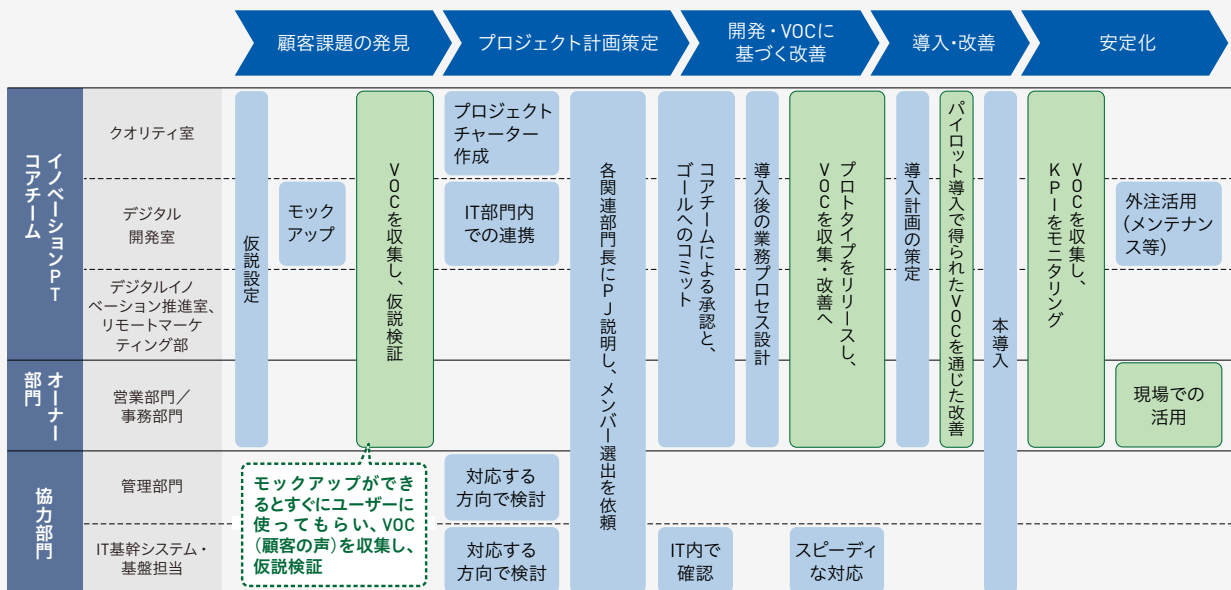 顧客課題の発見
プロジェクト計画策定
開発・VOCに
基づく改善
導入・改善
安定化
イノベーションPT
コアチーム
クオリティ室
デジタル
開発室
デジタルイノ
ベーション推進室、
リモートマーケ
ティング部
オーナー
部門
営業部門／
事務部門
協力部門
管理部門
IT基幹システム・
基盤担当
仮説設定
モック
アップ
VOCを収集し、仮説検証
モックアップができ
るとすぐにユーザーに
使ってもらい、VOC
（顧客の声）を収集し、
仮説検証
プロジェクト
チャーター
作成
IT部門内
での連携
対応する
方向で検討
対応する
方向で検討
各関連部門長にPJ説明し、メンバー選出を依頼
コアチームによる承認と、
ゴールへのコミット
IT内で
確認
導入後の業務プロセス設計
プロトタイプをリリースし、
VOCを収集・改善へ
スピーディ
な対応
導入計画の策定
パイロット導入で得られたVOCを通じた改善
本導入
VOCを収集し、
KPIをモニタリング
外注活用
（メンテナン
ス等）
現場での
活用